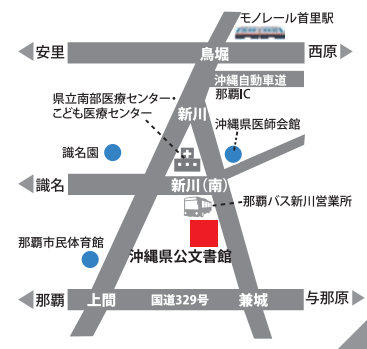 モノレール首里駅
安里
鳥堀
西原
沖縄自動車道
那覇IC
県立南部医療センター・
こども医療センター
新川
沖縄県医師会館
識名園
識名
新川(南)
那覇バス新川営業所
那覇市民体育館
沖縄県公文書館
那覇
上間
国道329号
兼城
与那原